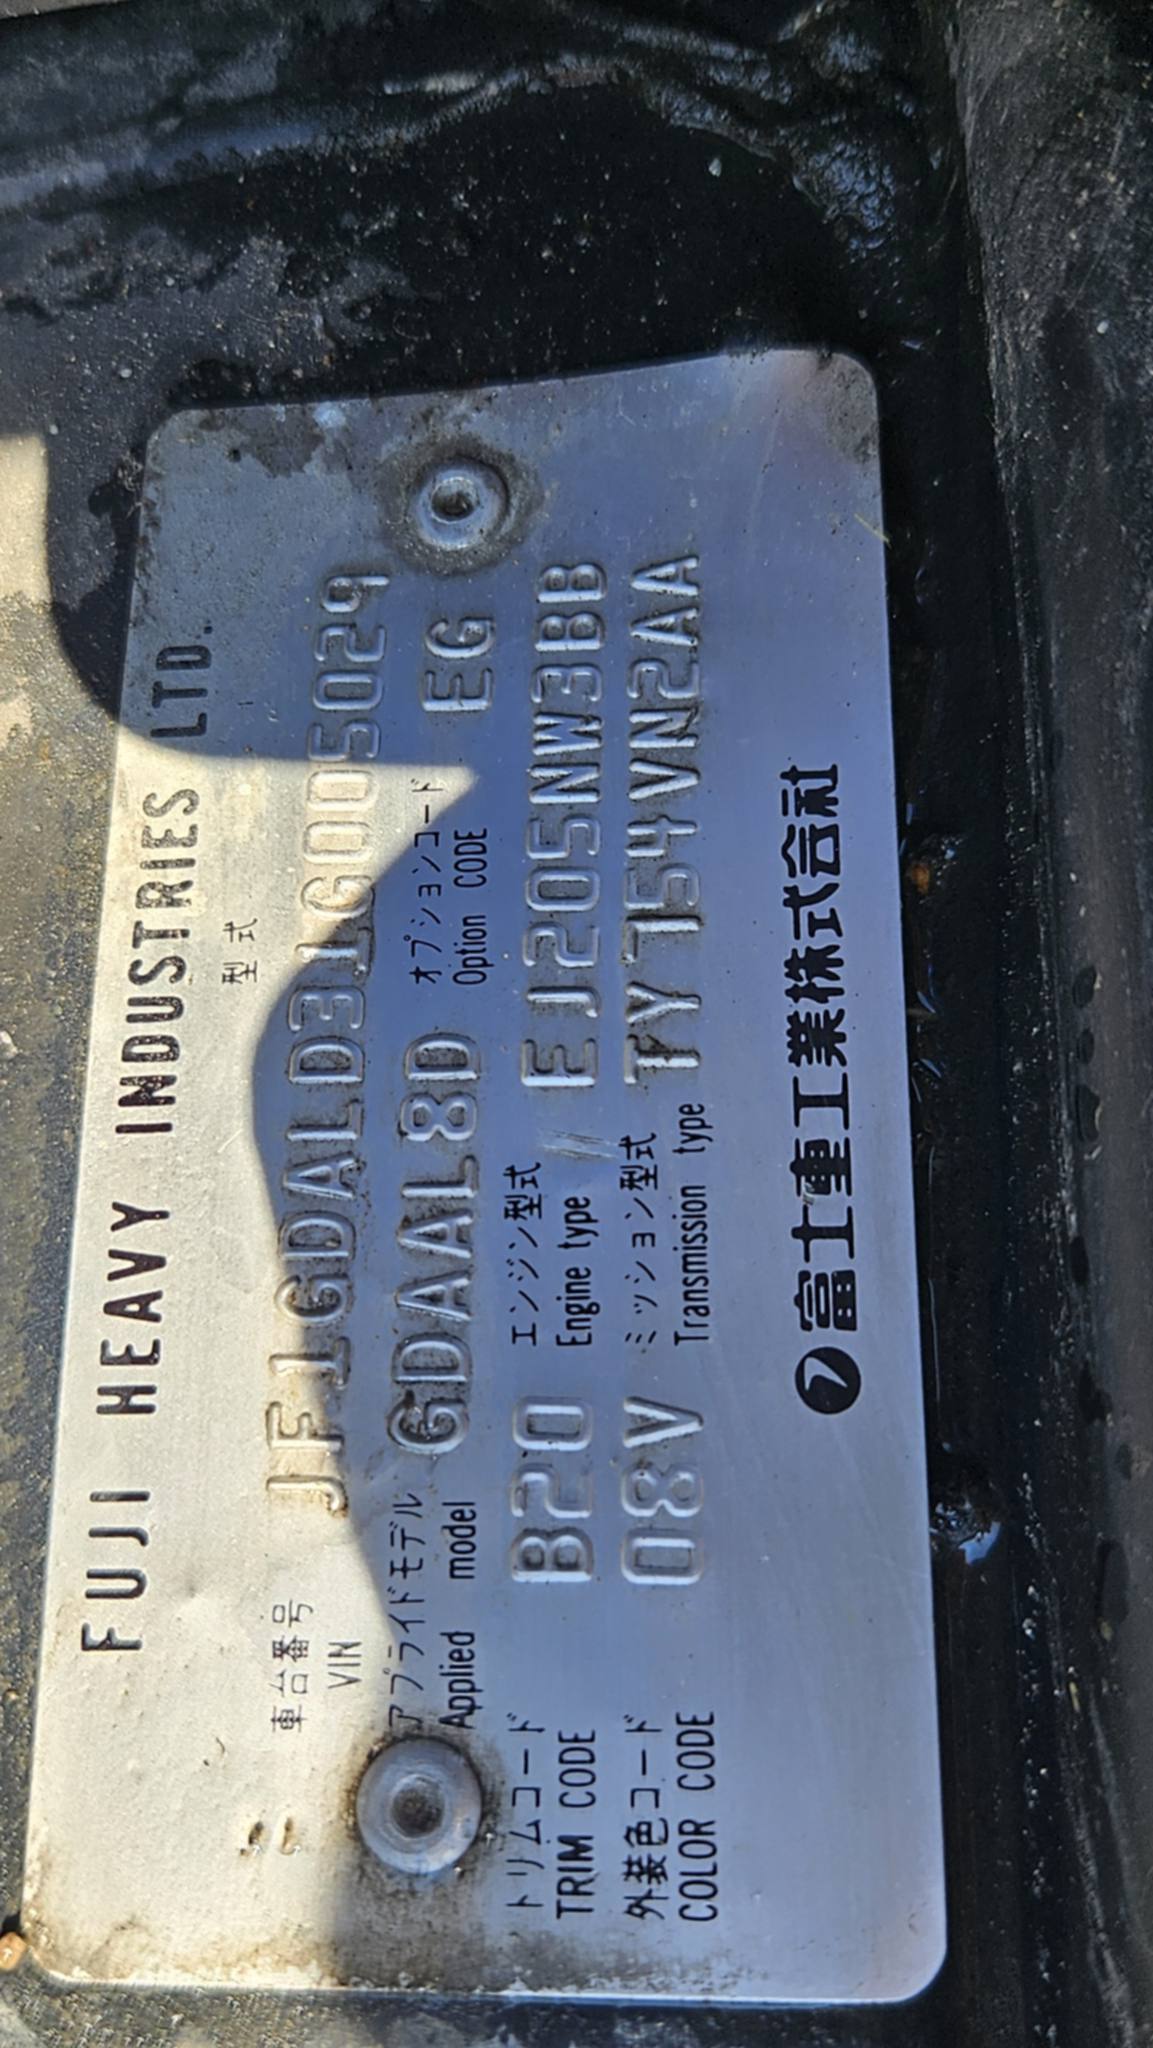 FUJI HEAVY INDUSTRIES LTD.
型式
車台番号
VIN
JF1GDALD31G005029
アプライドモデル
Applied model
GDAAL8D
オプションコード
Option CODE
EG
トリムコード
TRIM CODE
B20
エンジン型式
Engine type
EJ205NW3BB
外装色コード
COLOR CODE
08V
ミッション型式
Transmission type
TY754VN2AA
富士重工業株式会社